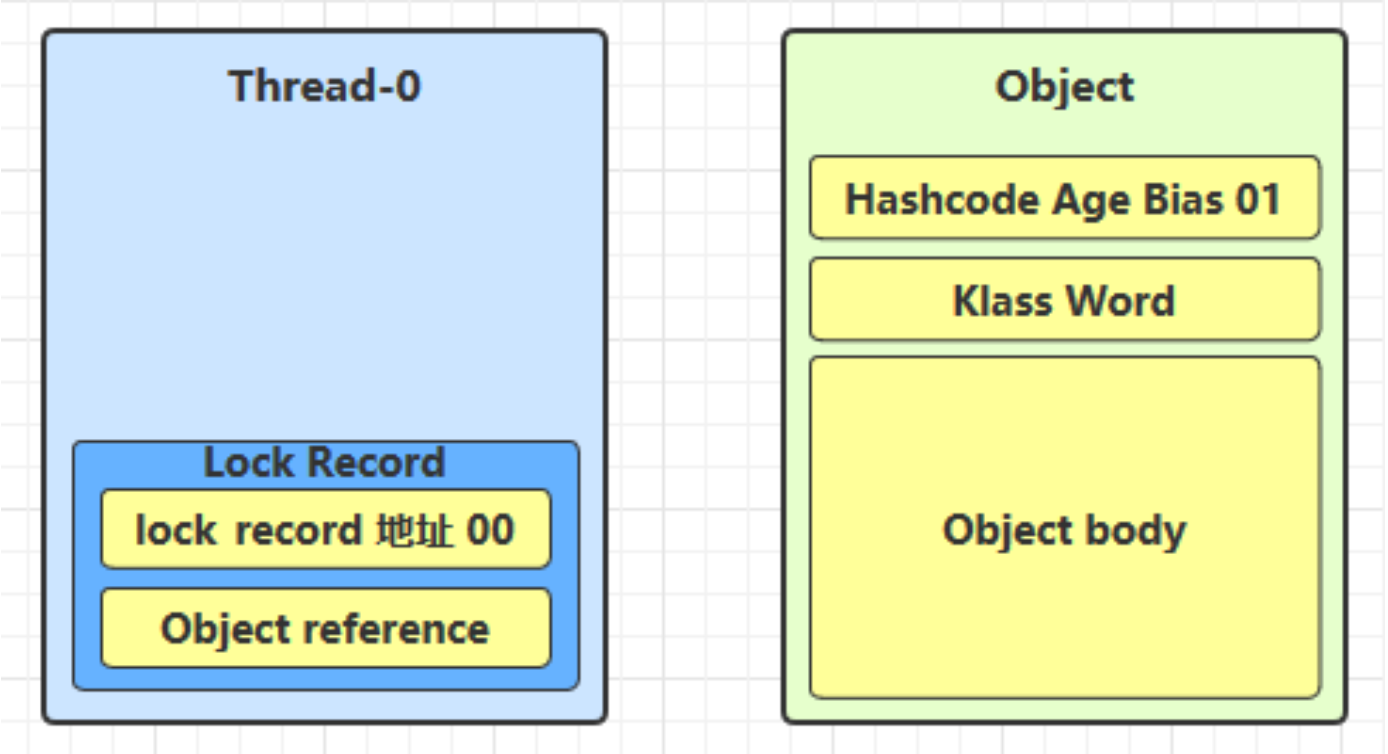 Thread-0
Lock Record
lock record 地址 00
Object reference
Object
Hashcode Age Bias 01
Klass Word
Object body